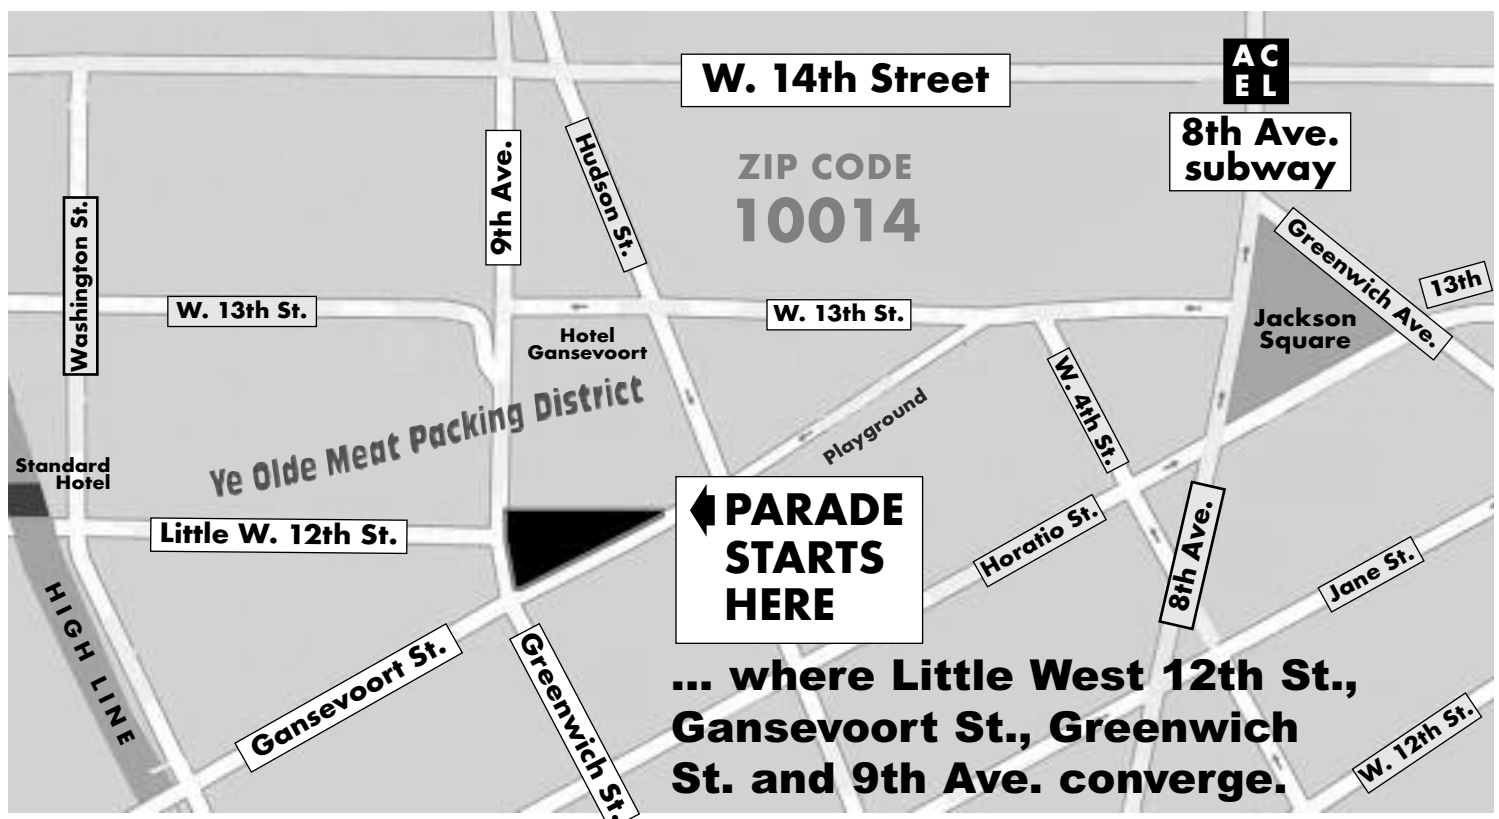 W. 14th Street
A C
E L
8th Ave.
subway
ZIP CODE
10014
9th Ave.
Hudson St.
Washington St.
Greenwich Ave.
13th
W. 13th St.
W. 13th St.
Hotel
Gansevoort
Jackson
Square
Ye Olde Meat Packing District
Playground
W. 4th St.
Standard
Hotel
Little W. 12th St.
PARADE
STARTS
HERE
Horatio St.
8th Ave.
Jane St.
HIGH LINE
Gansevoort St.
Greenwich St.
... where Little West 12th St.,
Gansevoort St., Greenwich
St. and 9th Ave. converge.
W. 12th St.